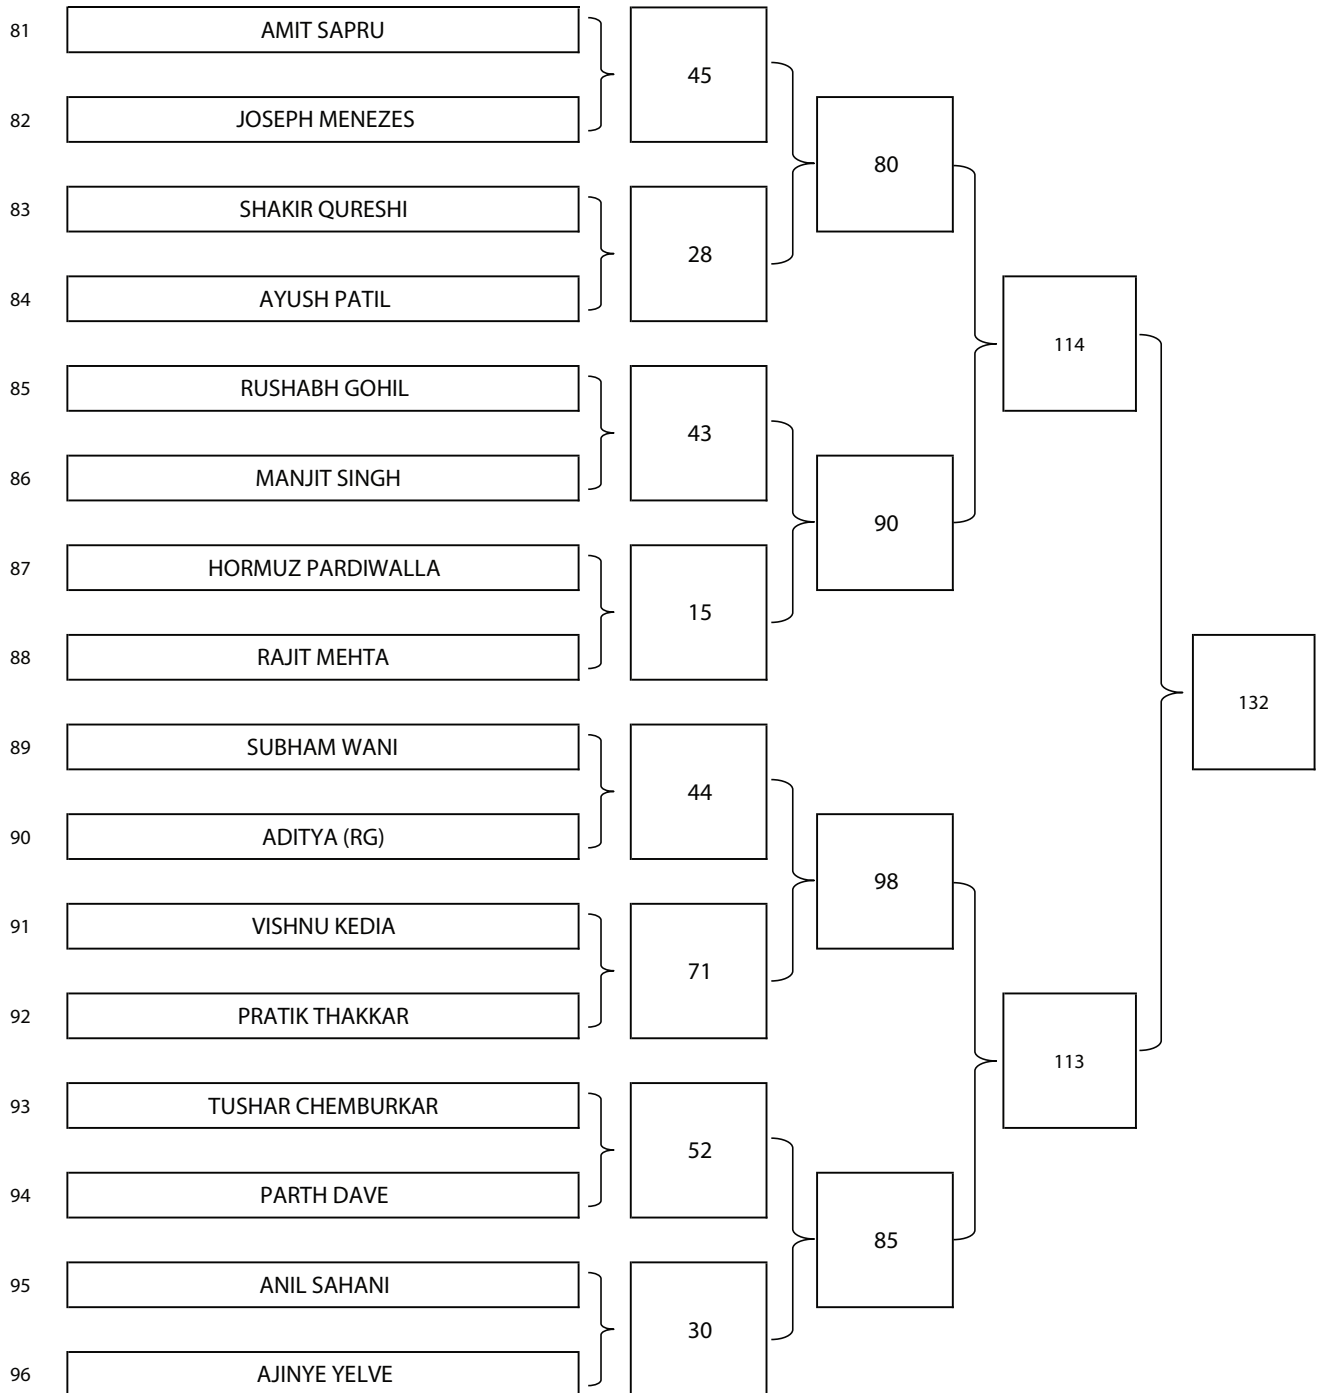 81 AMIT SAPRU
45
82 JOSEPH MENEZES
80
83 SHAKIR QURESHI
28
84 AYUSH PATIL
114
85 RUSHABH GOHIL
43
86 MANJIT SINGH
90
87 HORMUZ PARDIWALLA
15
88 RAJIT MEHTA
132
89 SUBHAM WANI
44
90 ADITYA (RG)
98
91 VISHNU KEDIA
71
92 PRATIK THAKKAR
113
93 TUSHAR CHEMBURKAR
52
94 PARTH DAVE
85
95 ANIL SAHANI
30
96 AJINYE YELVE